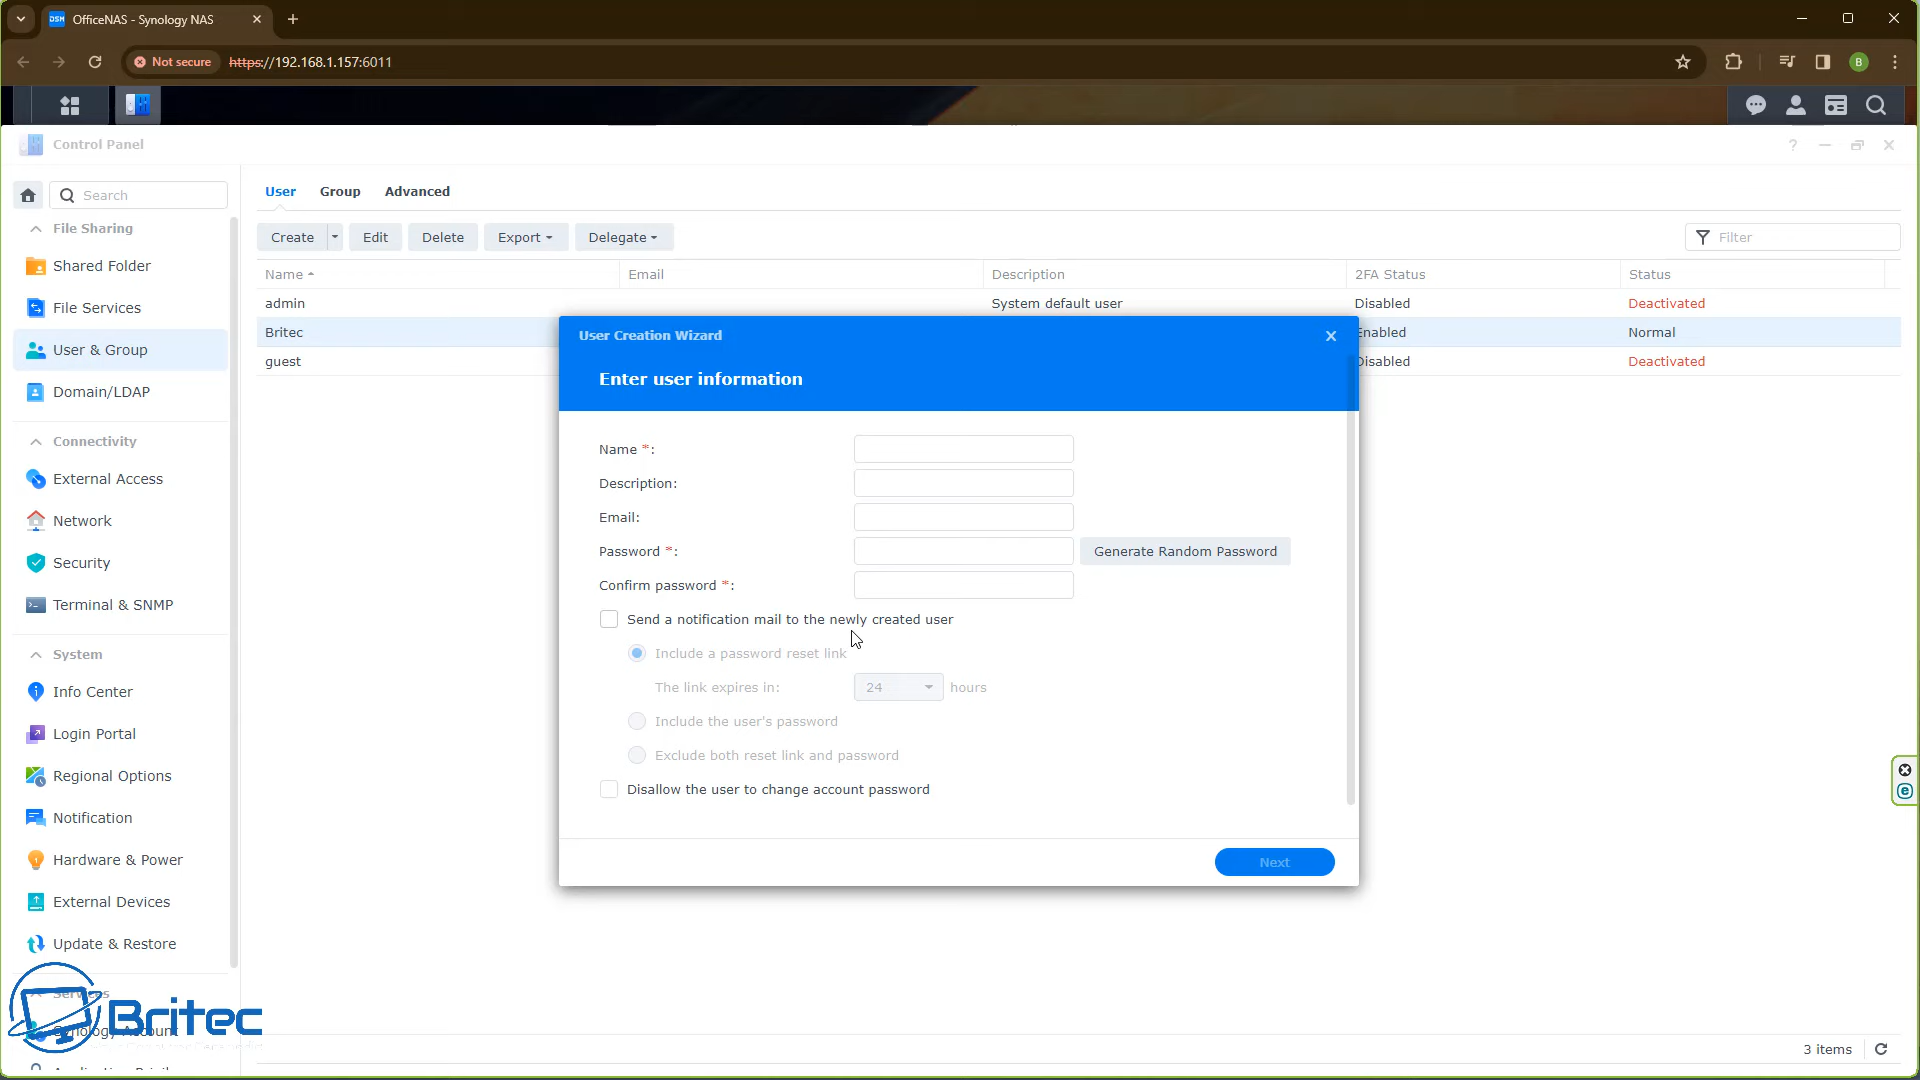 DSM OfficeNAS - Synology NAS
Not secure https://192.168.1.157:6011
B
Control Panel
?
Search
User Group Advanced
File Sharing
Create Edit Delete Export Delegate
Filter
Shared Folder
Name Email Description 2FA Status Status
File Services
admin System default user Disabled Deactivated
User & Group
Britec Enabled Normal
guest Disabled Deactivated
Domain/LDAP
Connectivity
External Access
Network
Security
Terminal & SNMP
System
Info Center
Login Portal
Regional Options
Notification
Hardware & Power
External Devices
Update & Restore
Services
Synology Account
User Creation Wizard
Enter user information
Name *:
Description:
Email:
Password *: Generate Random Password
Confirm password *:
Send a notification mail to the newly created user
Include a password reset link
The link expires in: 24 hours
Include the user's password
Exclude both reset link and password
Disallow the user to change account password
Next
Britec
3 items